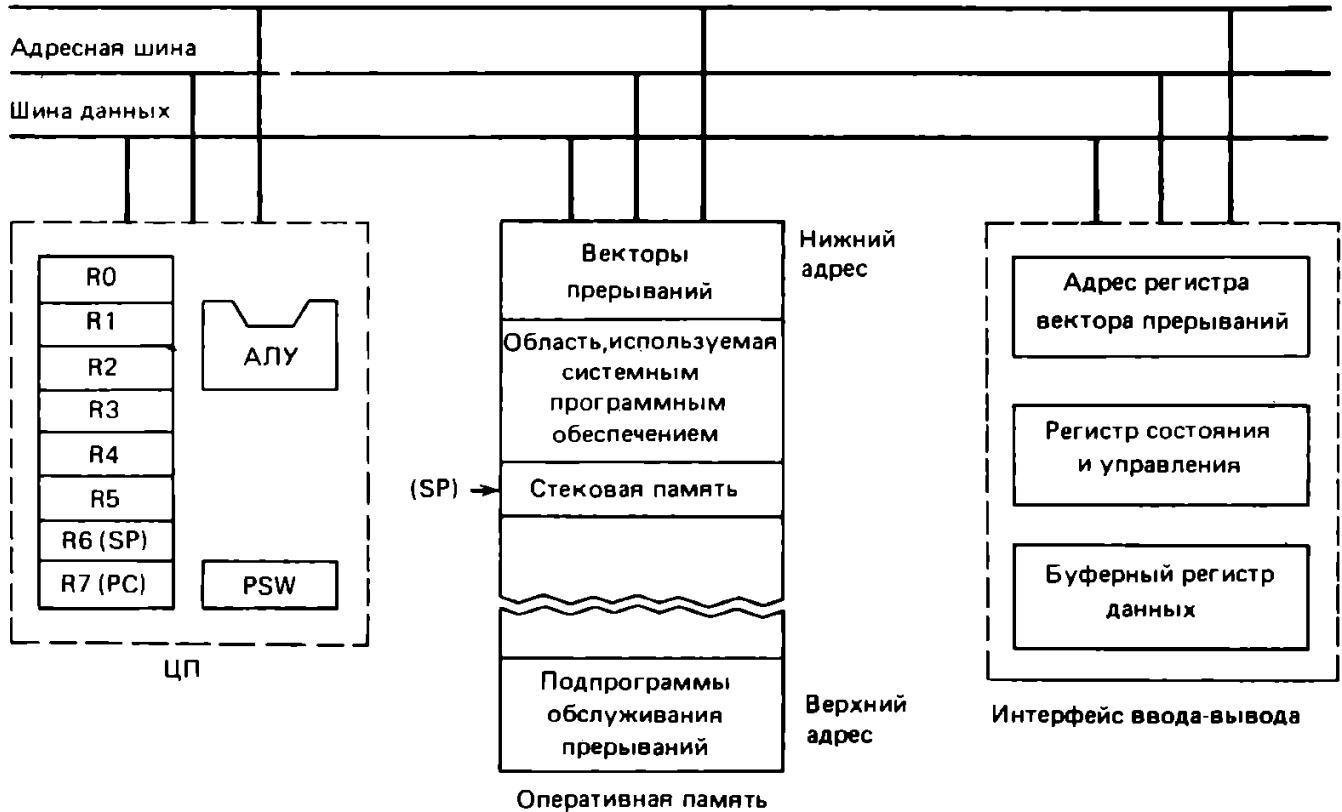 Адресная шина
Шина данных
R0
R1
R2
R3
R4
R5
R6 (SP)
R7 (PC)
АЛУ
PSW
ЦП
Векторы
прерываний
Область,используемая
системным
программным
обеспечением
(SP)
Стековая память
Подпрограммы
обслуживания
прерываний
Нижний
адрес
Верхний
адрес
Оперативная память
Адрес регистра
вектора прерываний
Регистр состояния
и управления
Буферный регистр
данных
Интерфейс ввода-вывода